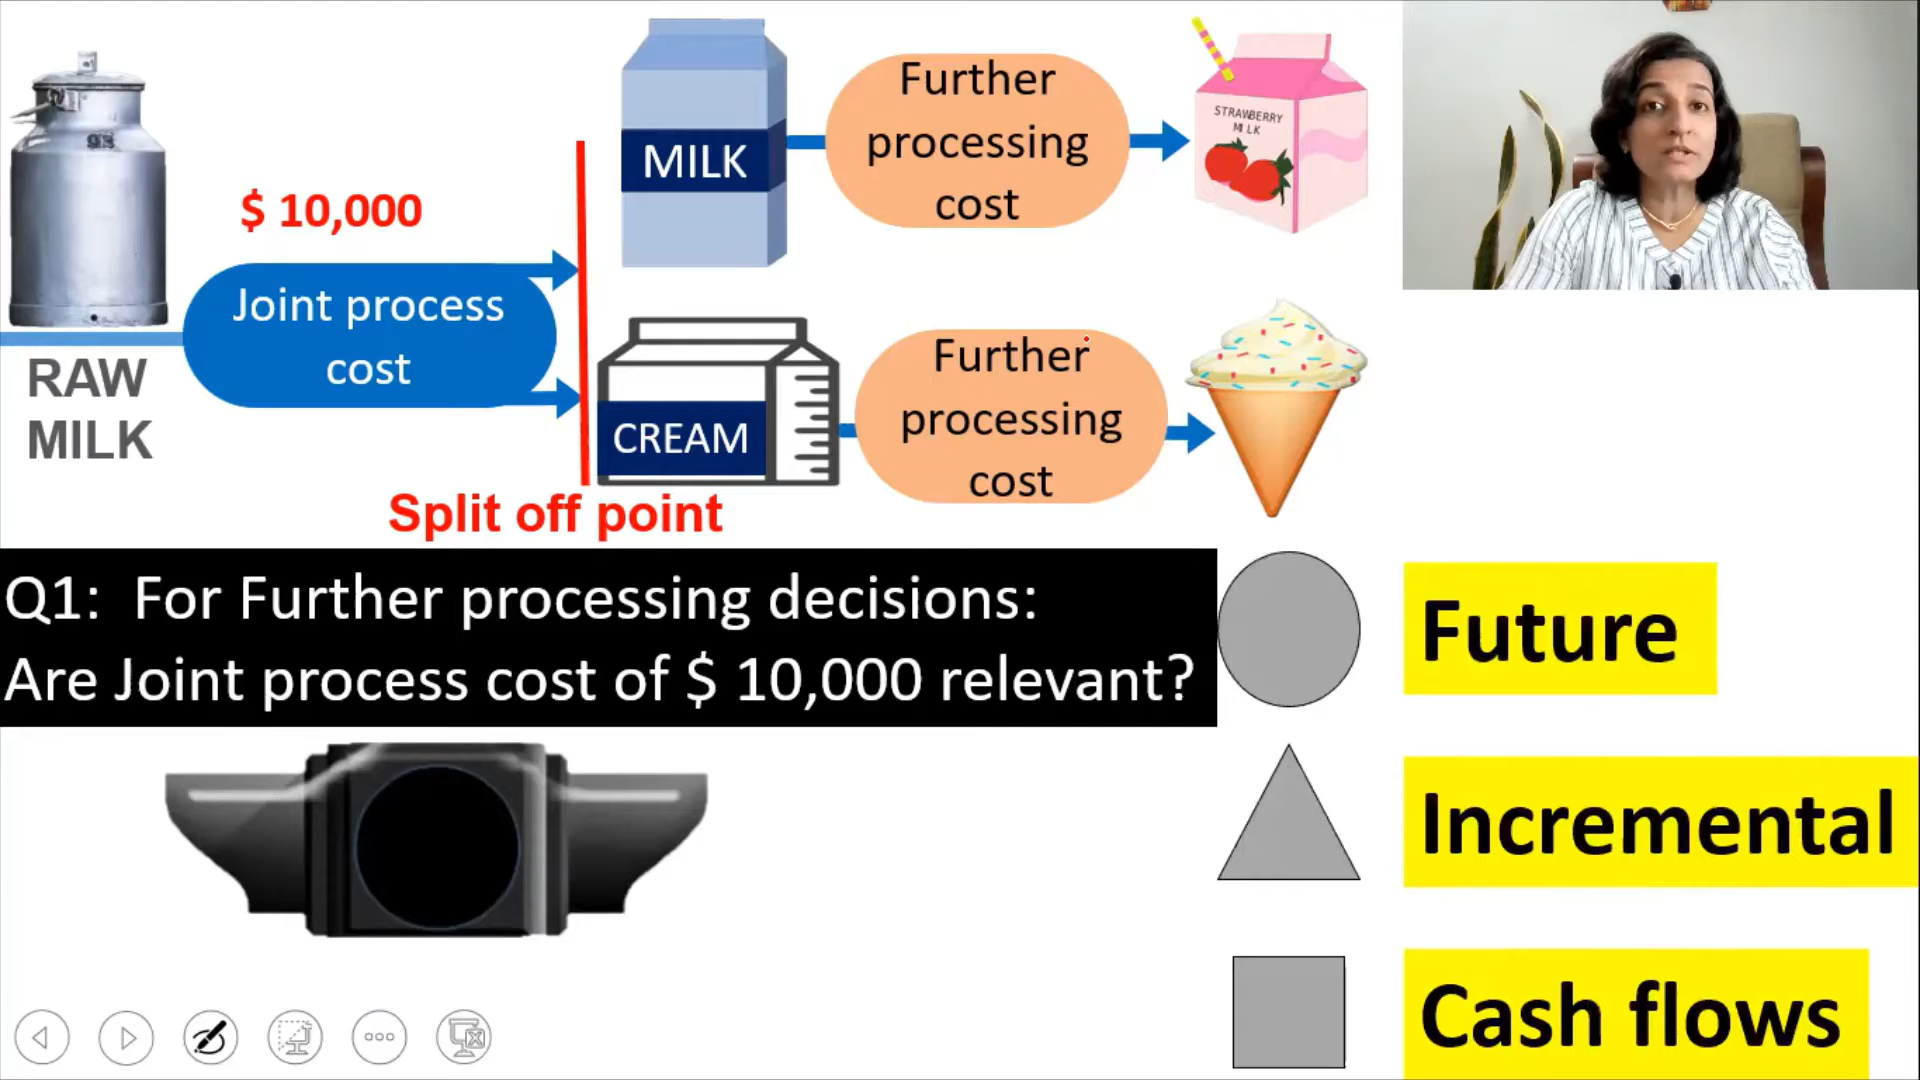 RAW
MILK
$ 10,000
Joint process
cost
Split off point
MILK
CREAM
Further
processing
cost
STRAWBERRY
MILK
Further
processing
cost
Q1: For Further processing decisions:
Are Joint process cost of $ 10,000 relevant?
Future
Incremental
Cash flows